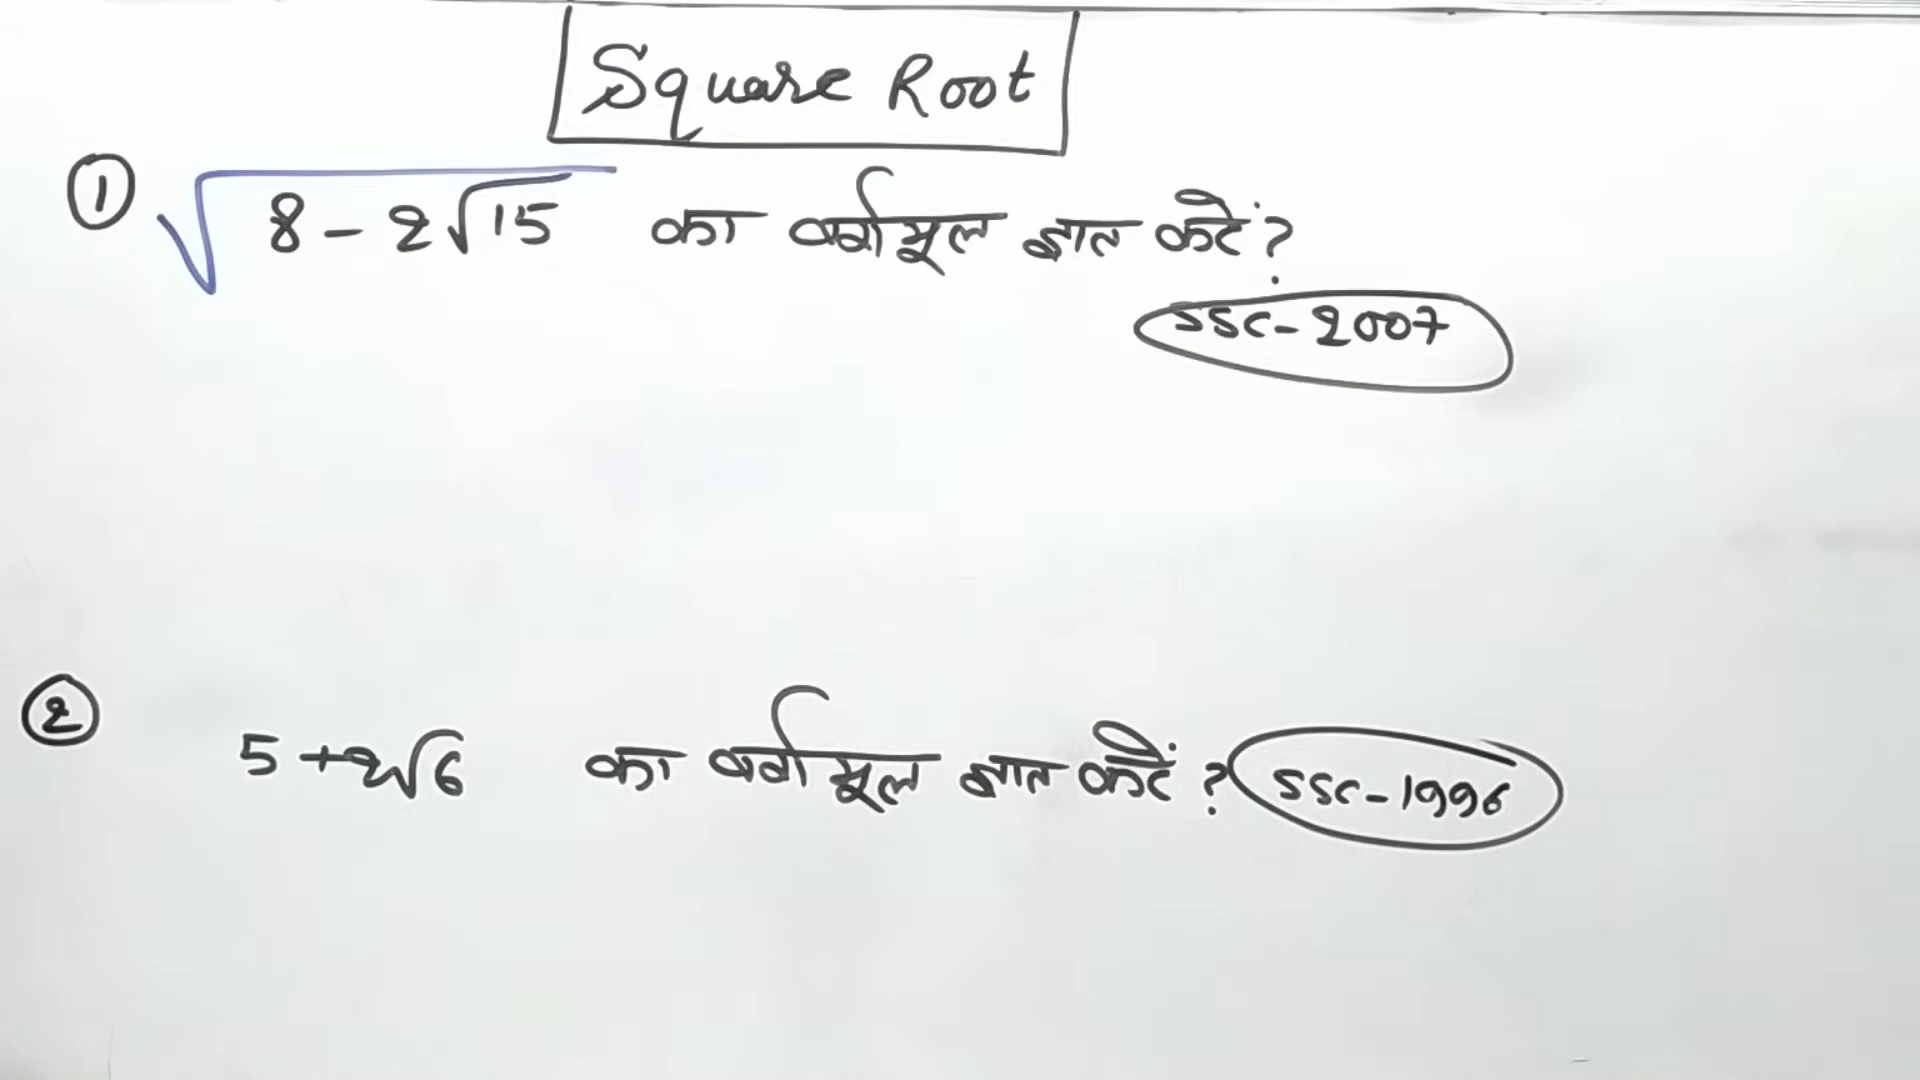 Square Root
① √8 - 2√15 का वर्गमूल ज्ञात करें?
SSC-2007
② 5+2√6 का वर्गमूल ज्ञात करें? SSC-1996